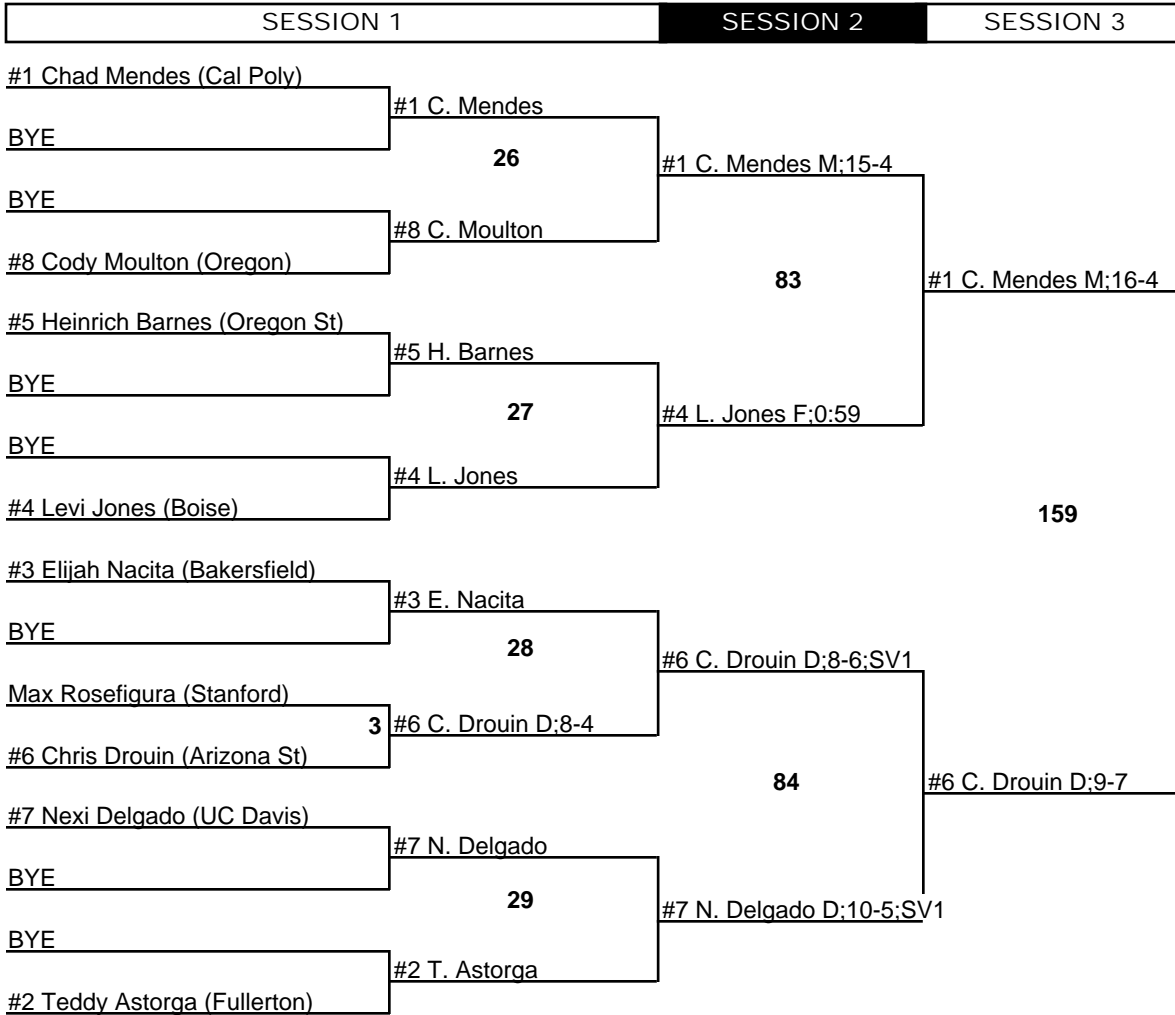 SESSION 1 SESSION 2 SESSION 3
#1 Chad Mendes (Cal Poly)
#1 C. Mendes
BYE
26
#1 C. Mendes M;15-4
BYE
#8 C. Moulton
#8 Cody Moulton (Oregon)
83
#1 C. Mendes M;16-4
#5 Heinrich Barnes (Oregon St)
#5 H. Barnes
BYE
27
#4 L. Jones F;0:59
BYE
#4 L. Jones
#4 Levi Jones (Boise)
159
#3 Elijah Nacita (Bakersfield)
#3 E. Nacita
BYE
28
#6 C. Drouin D;8-6;SV1
Max Rosefigura (Stanford)
3 #6 C. Drouin D;8-4
#6 Chris Drouin (Arizona St)
84
#6 C. Drouin D;9-7
#7 Nexi Delgado (UC Davis)
#7 N. Delgado
BYE
29
#7 N. Delgado D;10-5;SV1
BYE
#2 T. Astorga
#2 Teddy Astorga (Fullerton)